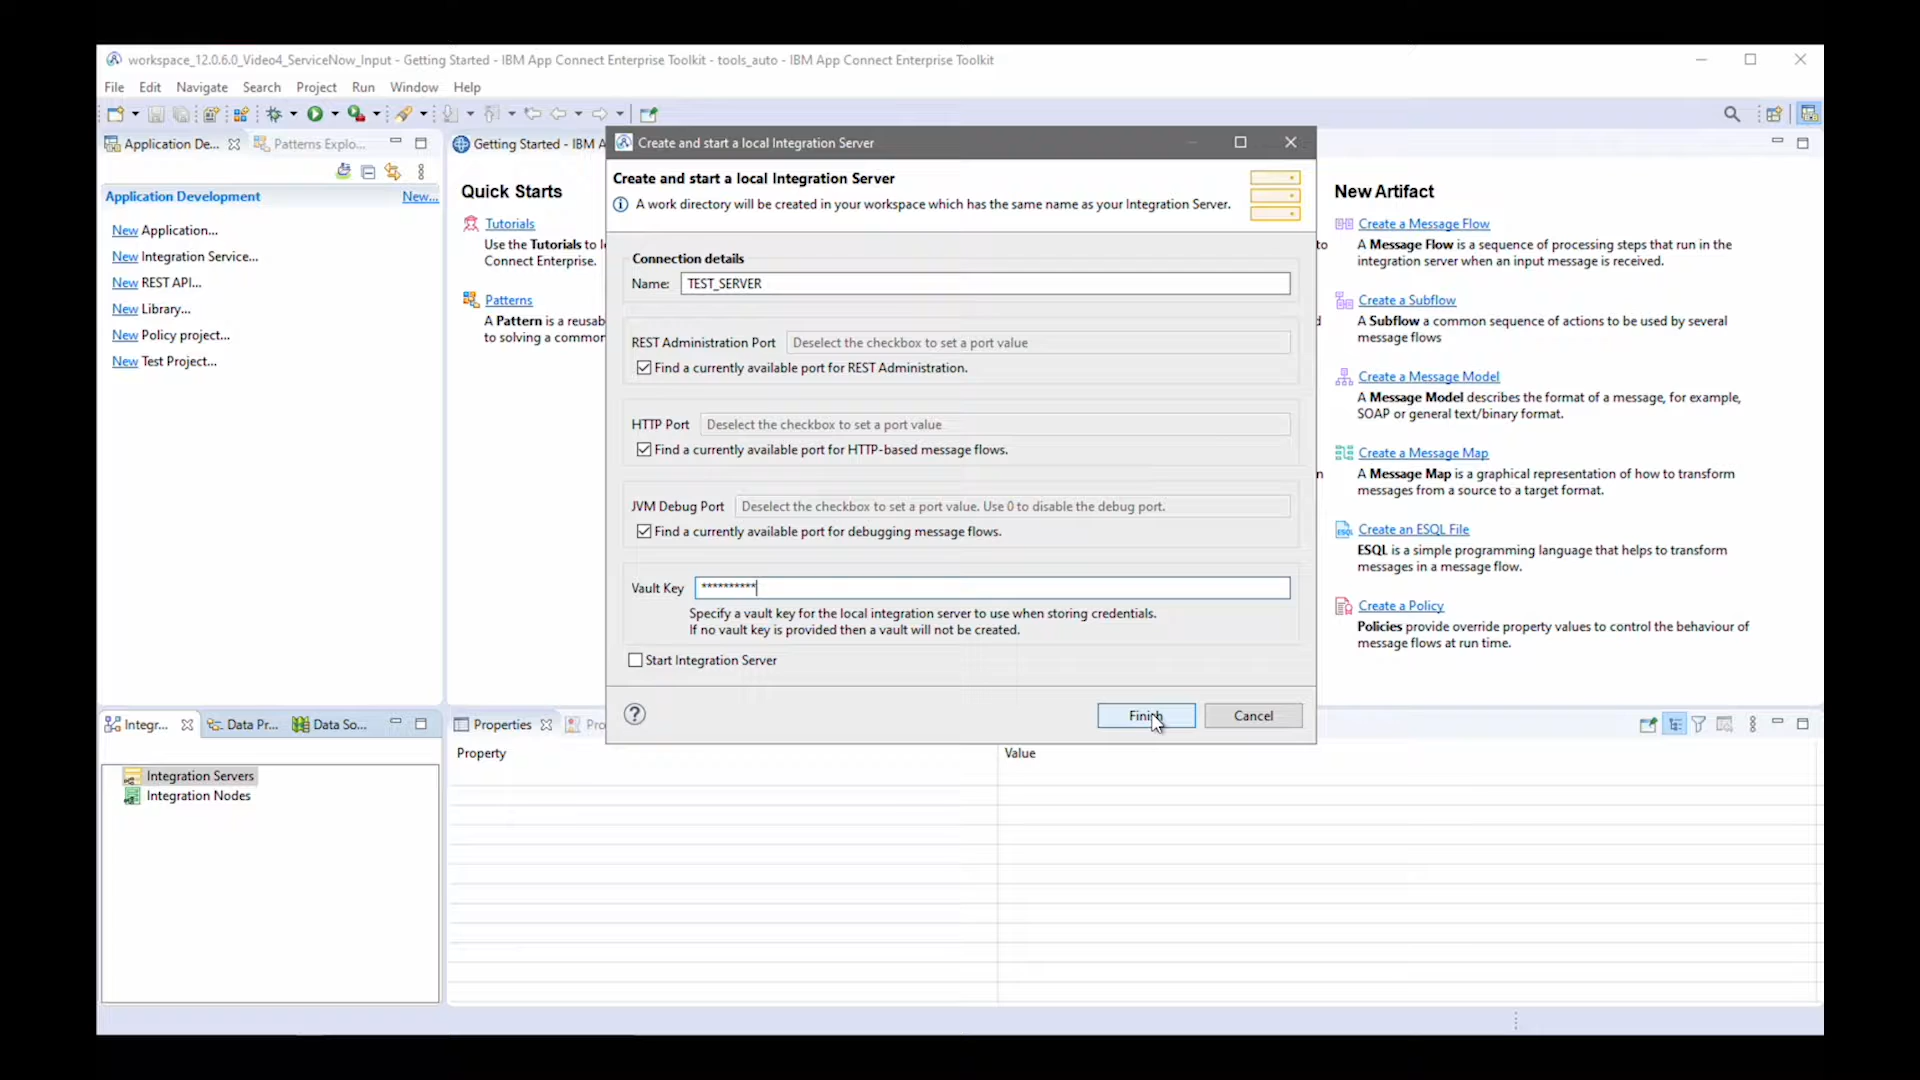 workspace_12.0.6.0_Video4_ServiceNow_Input - Getting Started - IBM App Connect Enterprise Toolkit - tools_auto - IBM App Connect Enterprise Toolkit
File Edit Navigate Search Project Run Window Help
Application De... Patterns Explo...
Application Development New...
New Application...
New Integration Service...
New REST API...
New Library...
New Policy project...
New Test Project...
Getting Started - IBM A
Quick Starts
Tutorials
Use the Tutorials to l
Connect Enterprise.
Patterns
A Pattern is a reusab
to solving a common
Create and start a local Integration Server
Create and start a local Integration Server
A work directory will be created in your workspace which has the same name as your Integration Server.
Connection details
Name: TEST_SERVER
REST Administration Port Deselect the checkbox to set a port value
Find a currently available port for REST Administration.
HTTP Port Deselect the checkbox to set a port value
Find a currently available port for HTTP-based message flows.
JVM Debug Port Deselect the checkbox to set a port value. Use 0 to disable the debug port.
Find a currently available port for debugging message flows.
Vault Key **********
Specify a vault key for the local integration server to use when storing credentials.
If no vault key is provided then a vault will not be created.
Start Integration Server
Finish Cancel
New Artifact
Create a Message Flow
to A Message Flow is a sequence of processing steps that run in the
integration server when an input message is received.
Create a Subflow
d A Subflow a common sequence of actions to be used by several
message flows
Create a Message Model
A Message Model describes the format of a message, for example,
SOAP or general text/binary format.
Create a Message Map
n A Message Map is a graphical representation of how to transform
messages from a source to a target format.
Create an ESQL File
ESQL is a simple programming language that helps to transform
messages in a message flow.
Create a Policy
Policies provide override property values to control the behaviour of
message flows at run time.
Integr... Data Pr... Data So...
Integration Servers
Integration Nodes
Properties Pro
Property Value